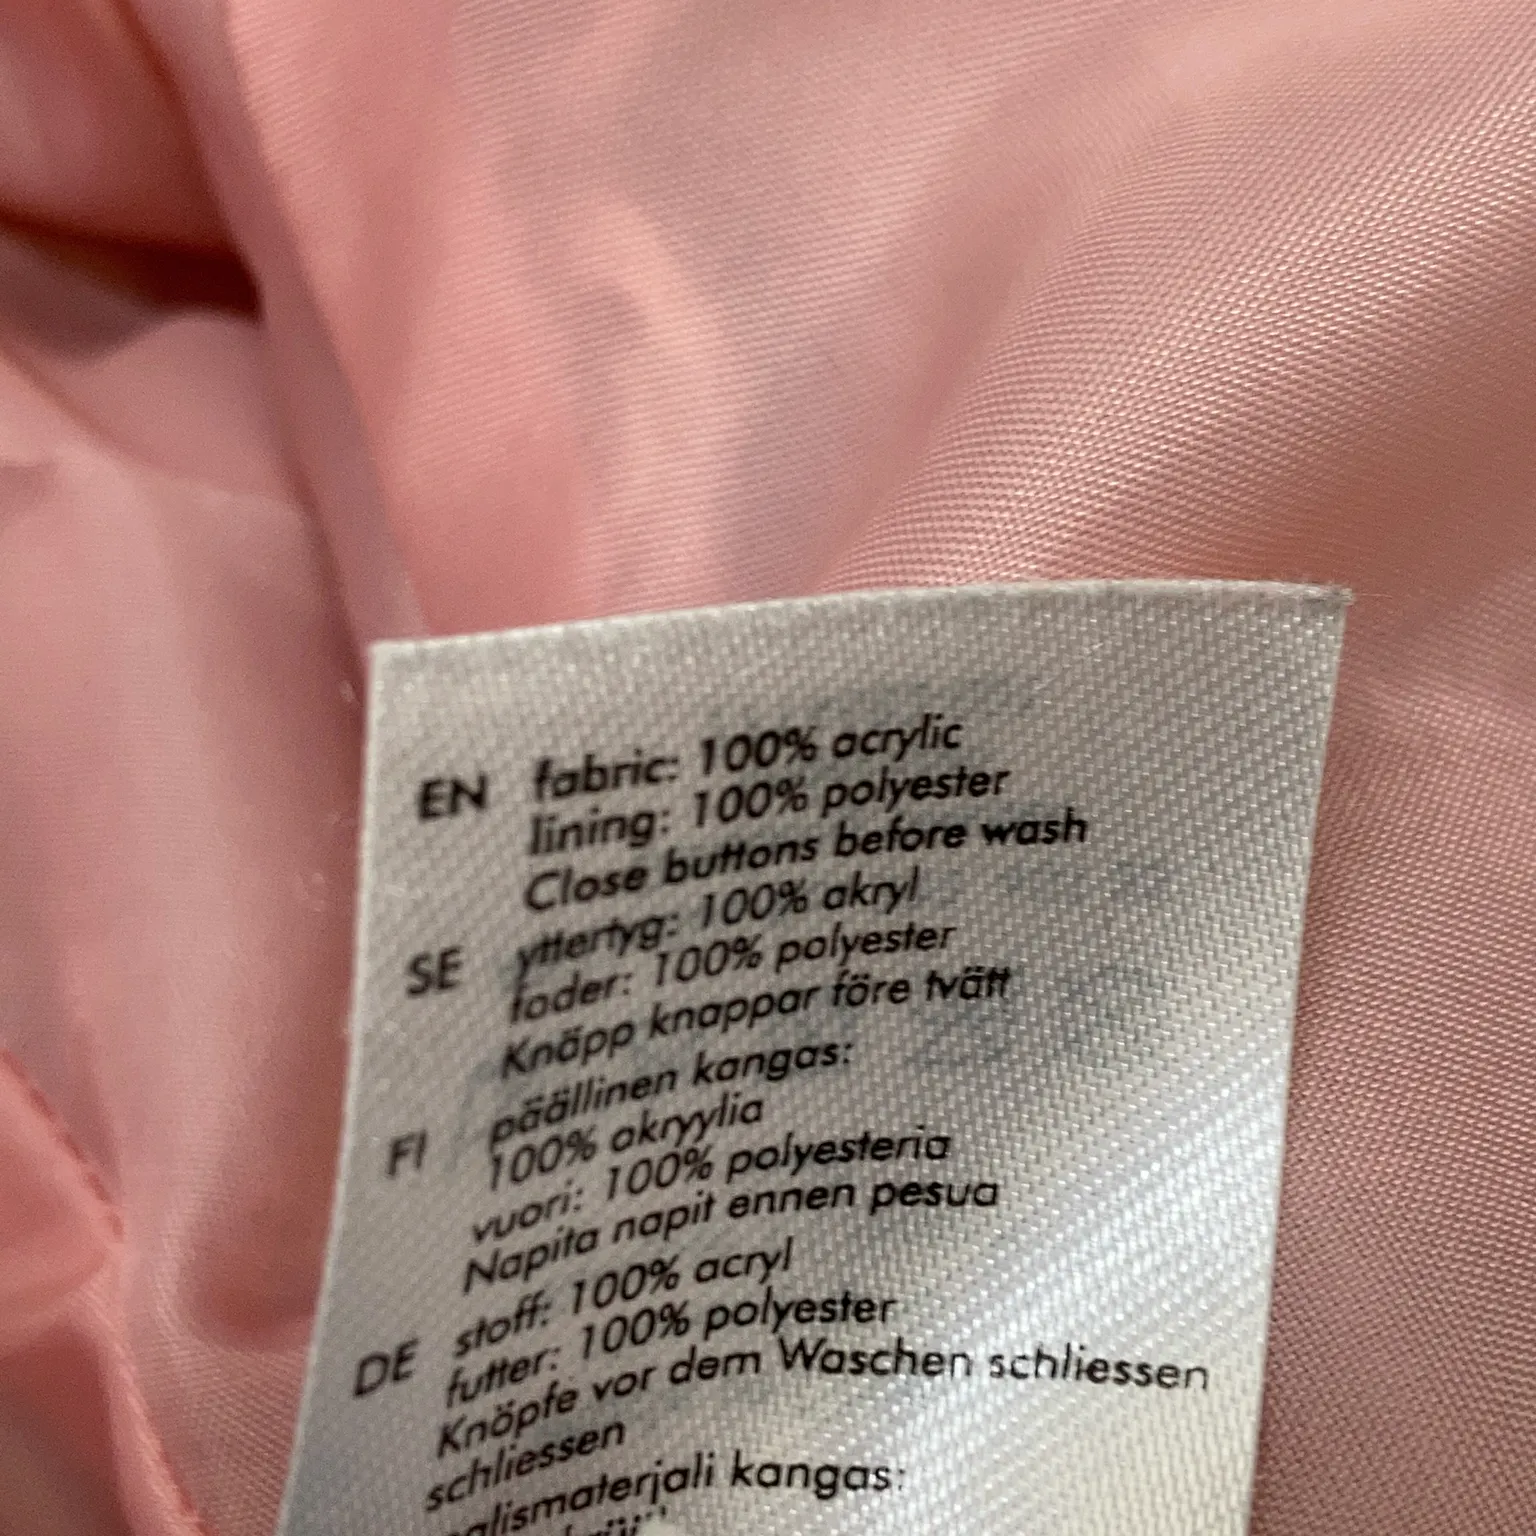 EN fabric: 100% acrylic
lining: 100% polyester
Close buttons before wash
SE yttertyg: 100% akryl
foder: 100% polyester
Knäpp knappar före tvätt
FI päällinen kangas:
100% akryylia
vuori: 100% polyesteria
Napita napit ennen pesua
DE stoff: 100% acryl
futter: 100% polyester
Knöpfe vor dem Waschen schliessen
schliessen
kangas: